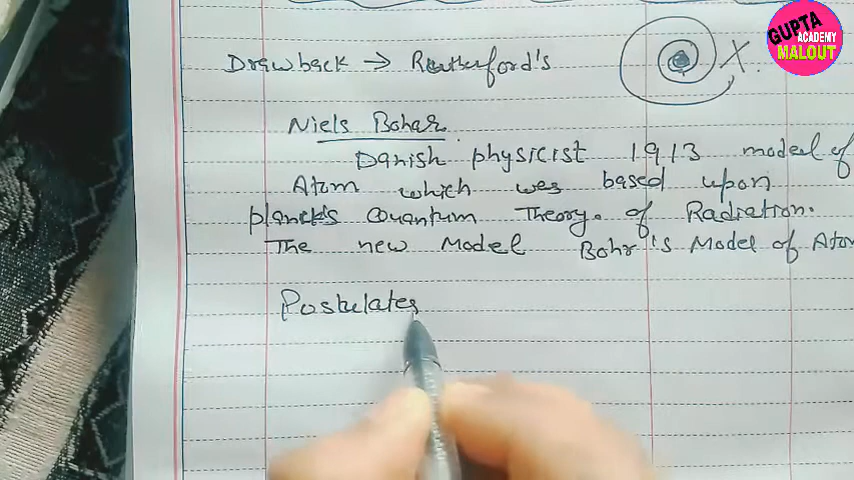 GUPTA
ACADEMY
MALOUT
Drawback → Rutherford's
X.
Niels Bohar
Danish physicist 1913 model of
Atom which was based upon
planck's Quantum Theory. of Radiation.
The new Model Bohr's Model of Atom
Postulates